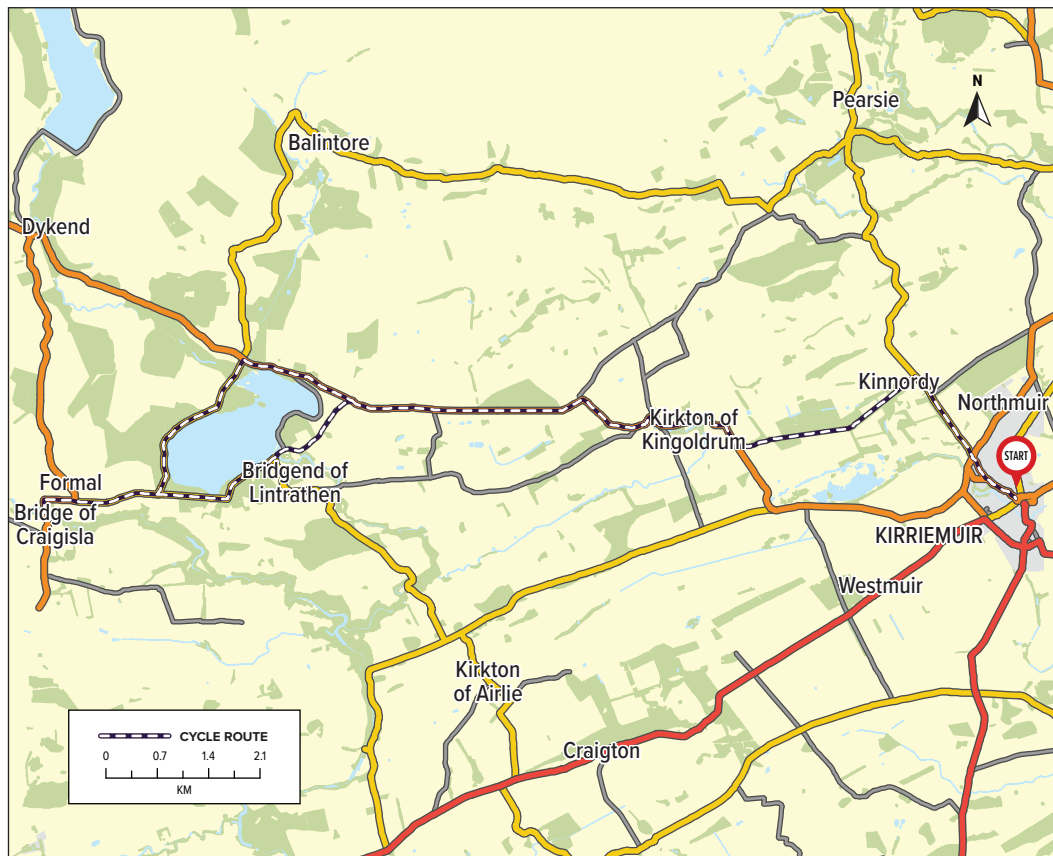 Pearsie
N
Balintore
Dykend
Kinnordy
Northmuir
Kirkton of
Kingoldrum
START
Bridgend of
Lintrathen
Formal
Bridge of
Craigisla
KIRRIEMUIR
Westmuir
Kirkton
of Airlie
Craigton
CYCLE ROUTE
0 0.7 1.4 2.1
KM